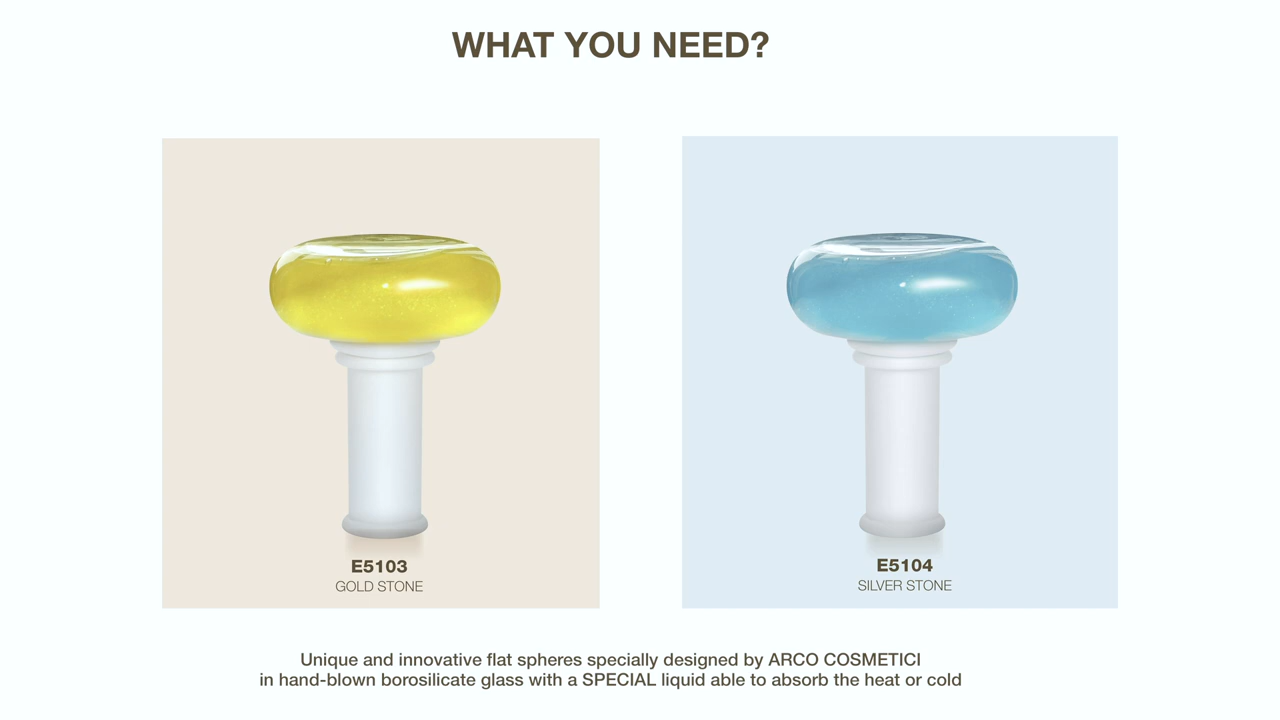 WHAT YOU NEED?
E5103
GOLD STONE
E5104
SILVER STONE
Unique and innovative flat spheres specially designed by ARCO COSMETICI
in hand-blown borosilicate glass with a SPECIAL liquid able to absorb the heat or cold